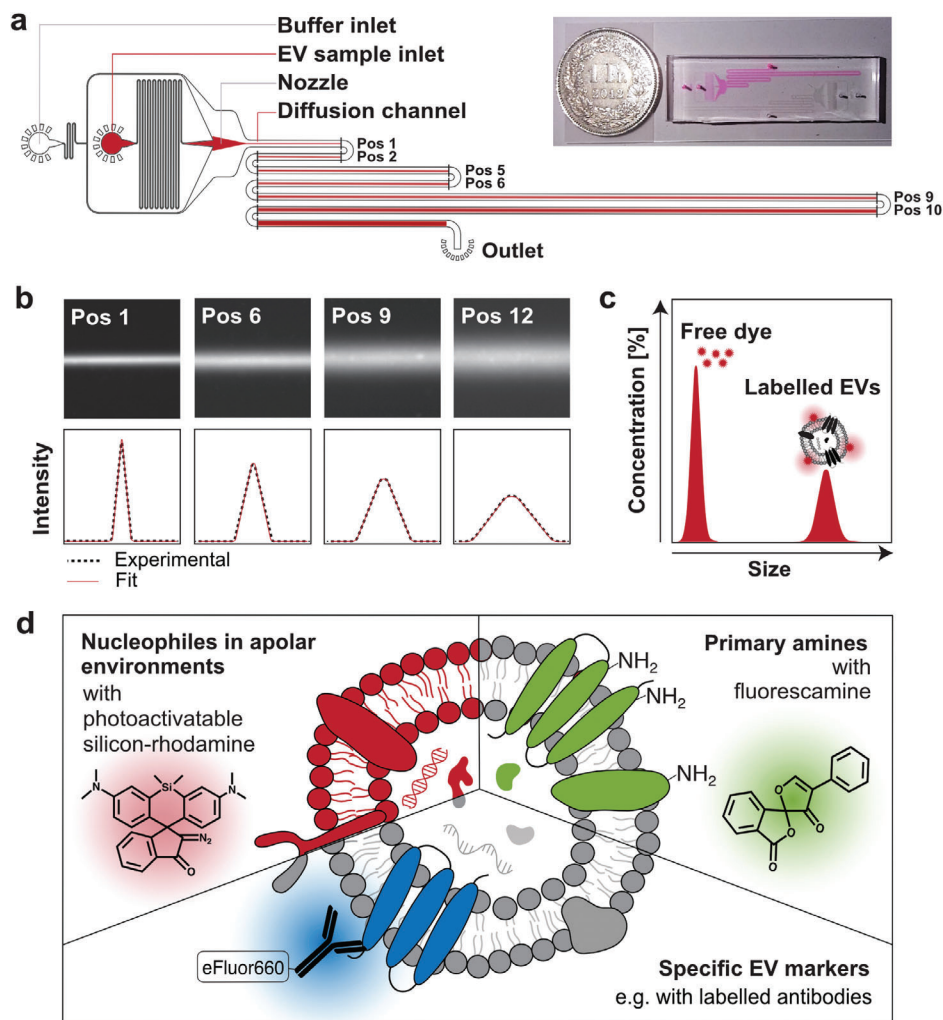 a
Buffer inlet
EV sample inlet
Nozzle
Diffusion channel
Pos 1
Pos 2
Pos 5
Pos 6
Pos 9
Pos 10
Outlet
2012
b
Pos 1
Pos 6
Pos 9
Pos 12
Intensity
Experimental
Fit
c
Concentration [%]
Free dye
Labelled EVs
Size
d
Nucleophiles in apolar
environments
with
photoactivatable
silicon-rhodamine
N
Si
N
N₂
O
NH₂
NH₂
NH₂
Primary amines
with
fluorescamine
O
O
O
O
eFluor660
Specific EV markers
e.g. with labelled antibodies